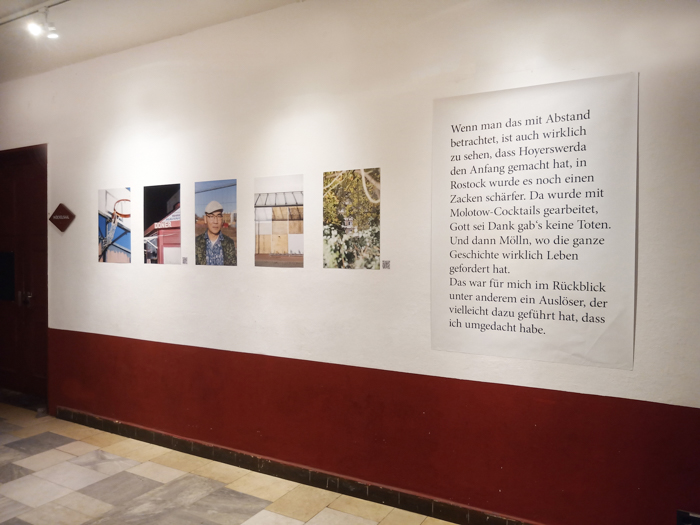 DÖNER
Wenn man das mit Abstand
betrachtet, ist auch wirklich
zu sehen, dass Hoyerswerda
den Anfang gemacht hat, in
Rostock wurde es noch einen
Zacken schärfer. Da wurde mit
Molotow-Cocktails gearbeitet,
Gott sei Dank gab's keine Toten.
Und dann Mölln, wo die ganze
Geschichte wirklich Leben
gefordert hat.
Das war für mich im Rückblick
unter anderem ein Auslöser, der
vielleicht dazu geführt hat, dass
ich umgedacht habe.